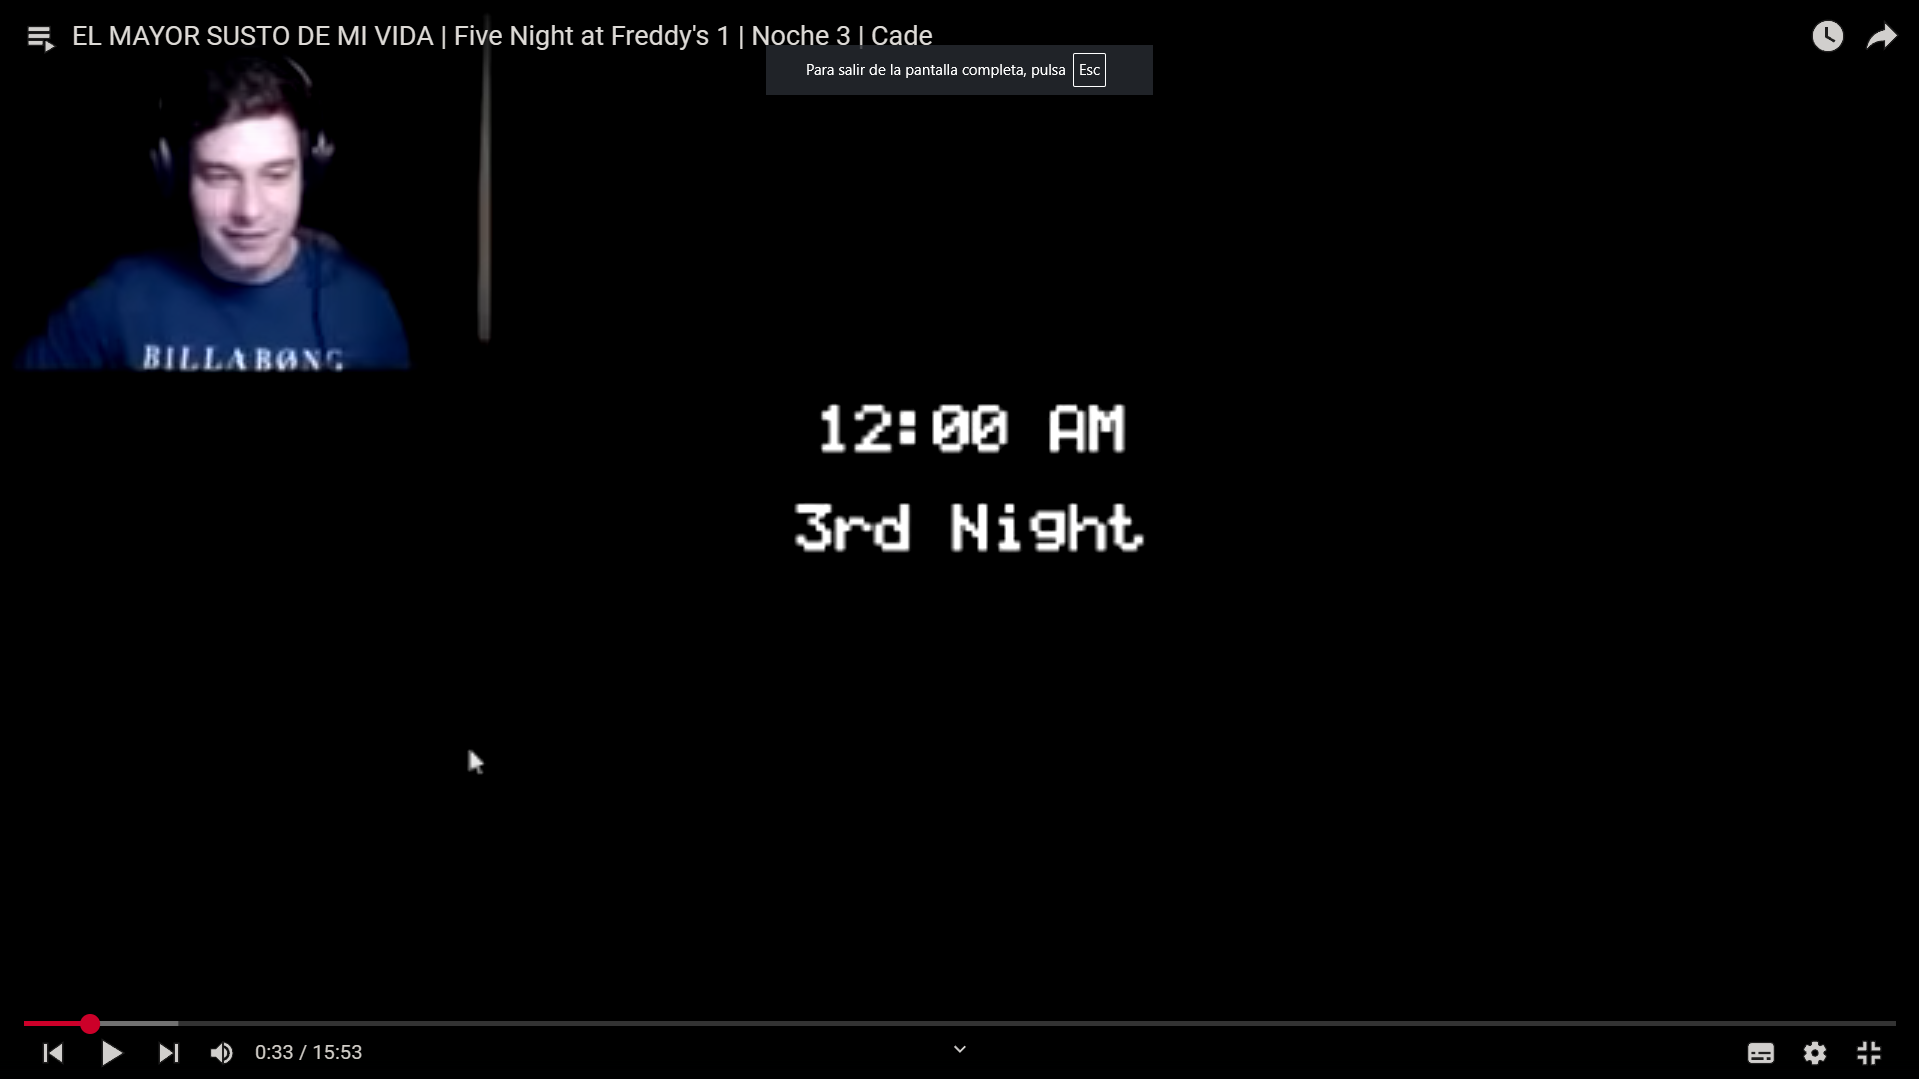 EL MAYOR SUSTO DE MI VIDA | Five Night at Freddy's 1 | Noche 3 | Cade
Para salir de la pantalla completa, pulsa Esc
BILLABØNG
12:00 AM
3rd Night
0:33 / 15:53